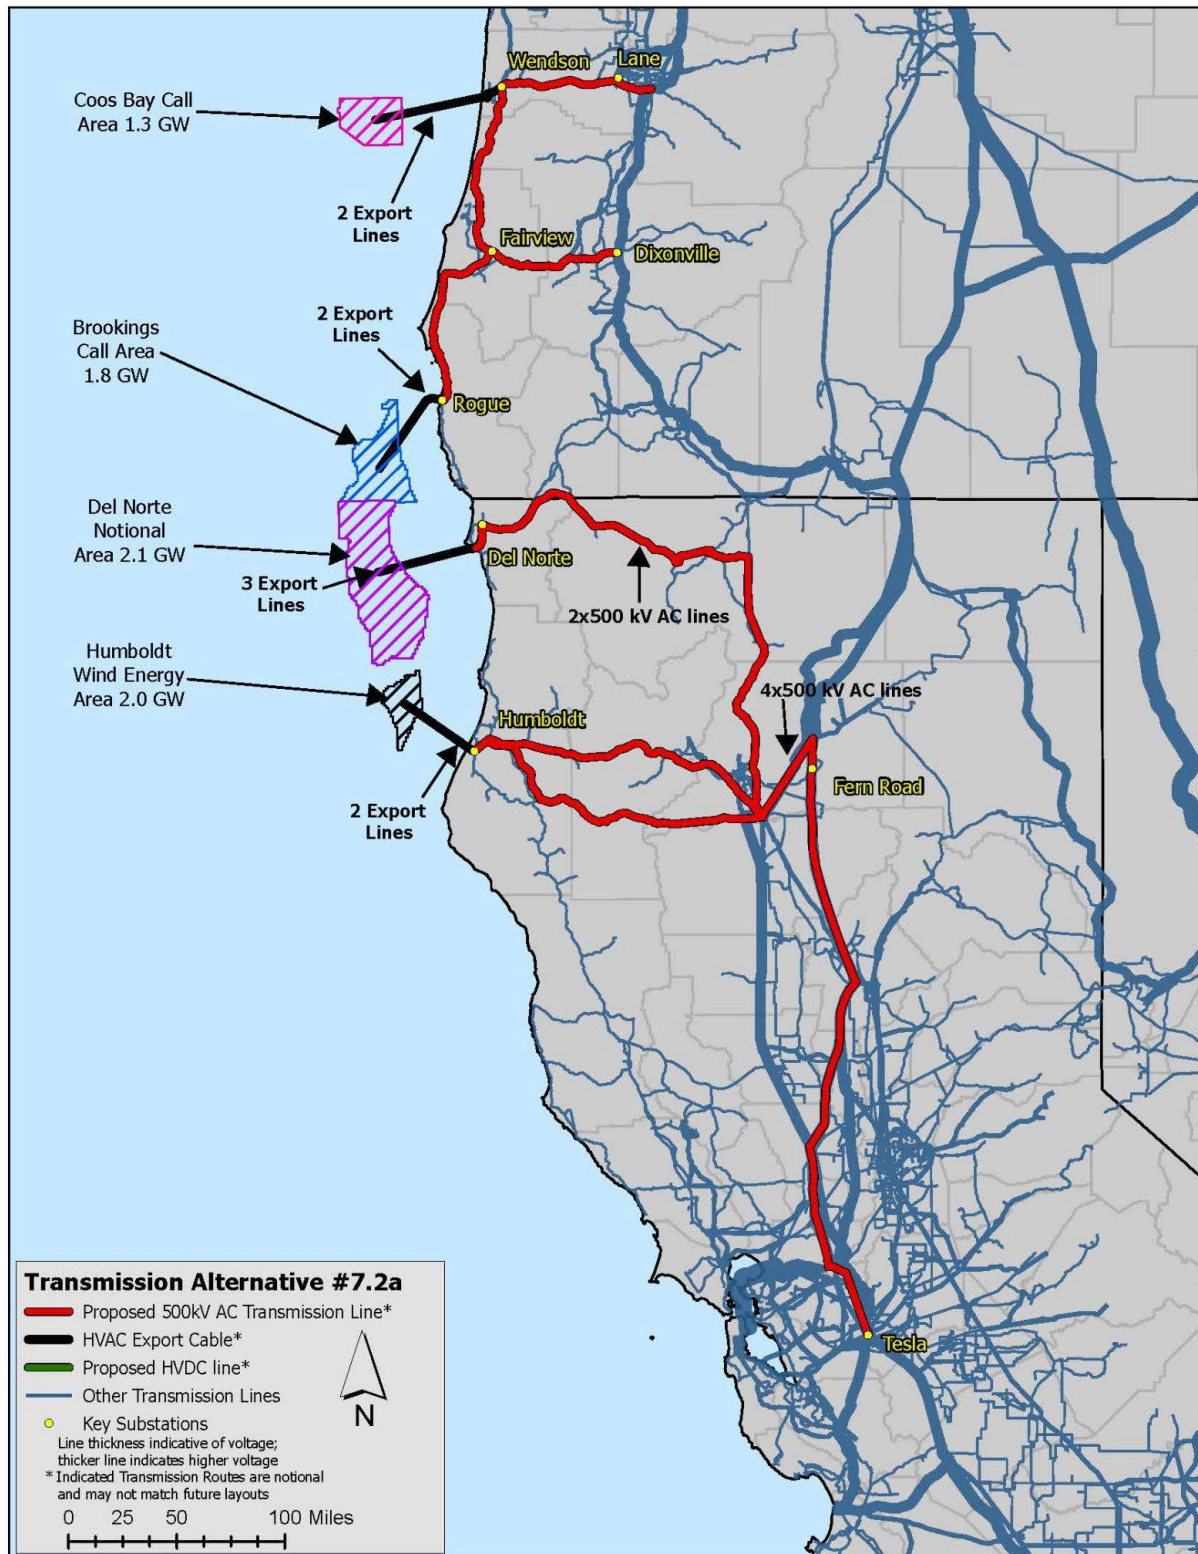 Wendson
Lane
Coos Bay Call
Area 1.3 GW
2 Export
Lines
Fairview
Dixonville
2 Export
Lines
Brookings
Call Area
1.8 GW
Rogue
Del Norte
Notional
Area 2.1 GW
Del Norte
3 Export
Lines
2x500 kV AC lines
Humboldt
Wind Energy
Area 2.0 GW
4x500 kV AC lines
Humboldt
Fern Road
2 Export
Lines
Tesla
Transmission Alternative #7.2a
Proposed 500kV AC Transmission Line*
HVAC Export Cable*
Proposed HVDC line*
Other Transmission Lines
Key Substations
Line thickness indicative of voltage;
thicker line indicates higher voltage
* Indicated Transmission Routes are notional
and may not match future layouts
N
0 25 50 100 Miles